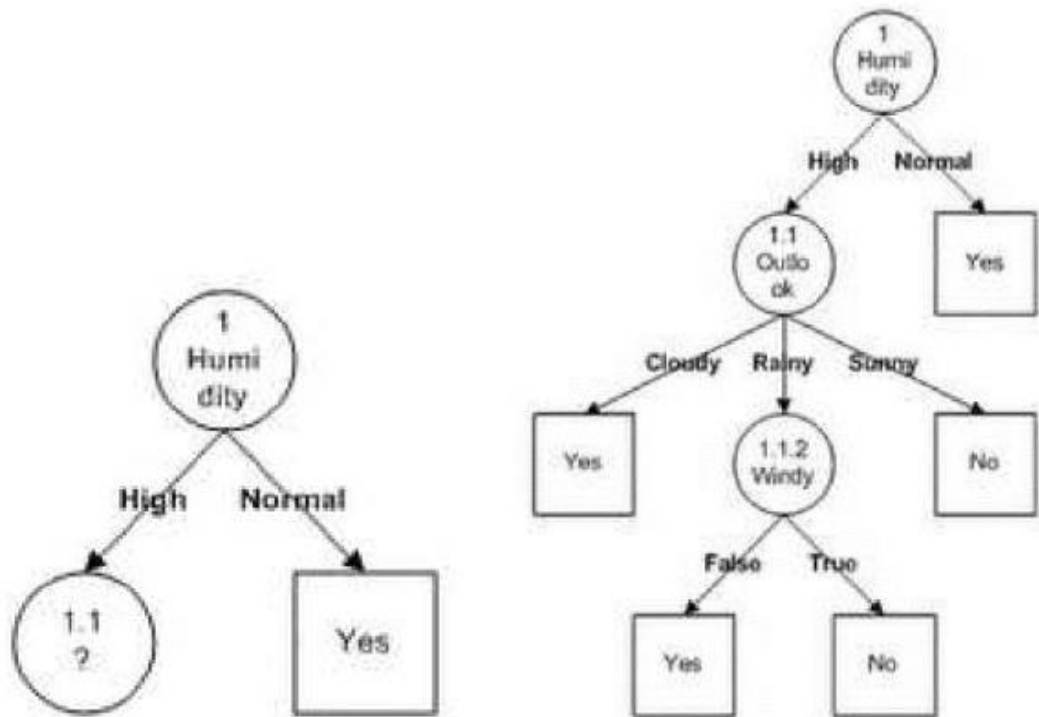 1
Humi
dity
High
Normal
1.1
?
Yes
1
Humi
dity
High
Normal
1.1
Outlo
ok
Yes
Cloudy
Rainy
Sunny
Yes
1.1.2
Windy
No
False
True
Yes
No